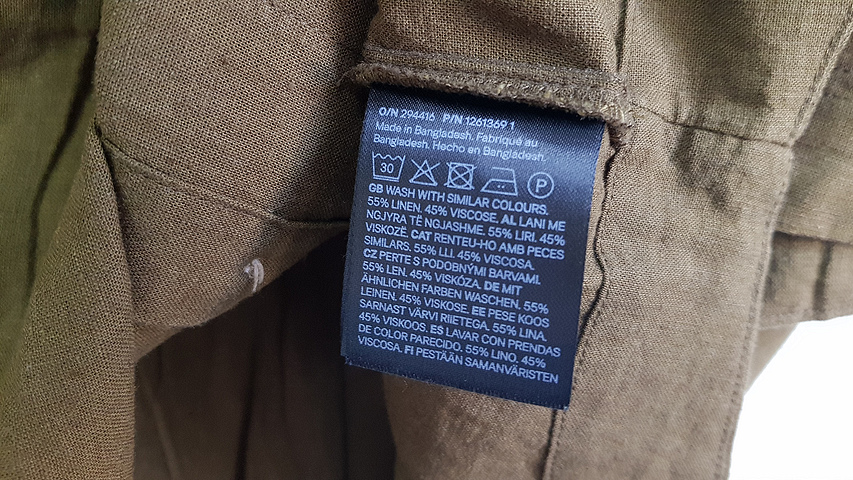 O/N 294416 P/N 1261369 1
Made in Bangladesh. Fabriqué au
Bangladesh. Hecho en Bangladesh.
30 P
GB WASH WITH SIMILAR COLOURS.
55% LINEN. 45% VISCOSE. AL LANI ME
NGJYRA TË NGJASHME. 55% LIRI. 45%
VISKOZË. CAT RENTEU-HO AMB PECES
SIMILARS. 55% LLI. 45% VISCOSA.
CZ PERTE S PODOBNÝMI BARVAMI.
55% LEN. 45% VISKÓZA. DE MIT
ÄHNLICHEN FARBEN WASCHEN. 55%
LEINEN. 45% VISKOSE. EE PESE KOOS
SARNAST VÄRVI RIIETEGA. 55% LINA.
45% VISKOOS. ES LAVAR CON PRENDAS
DE COLOR PARECIDO. 55% LINO. 45%
VISCOSA. FI PESTÄÄN SAMANVÄRISTEN